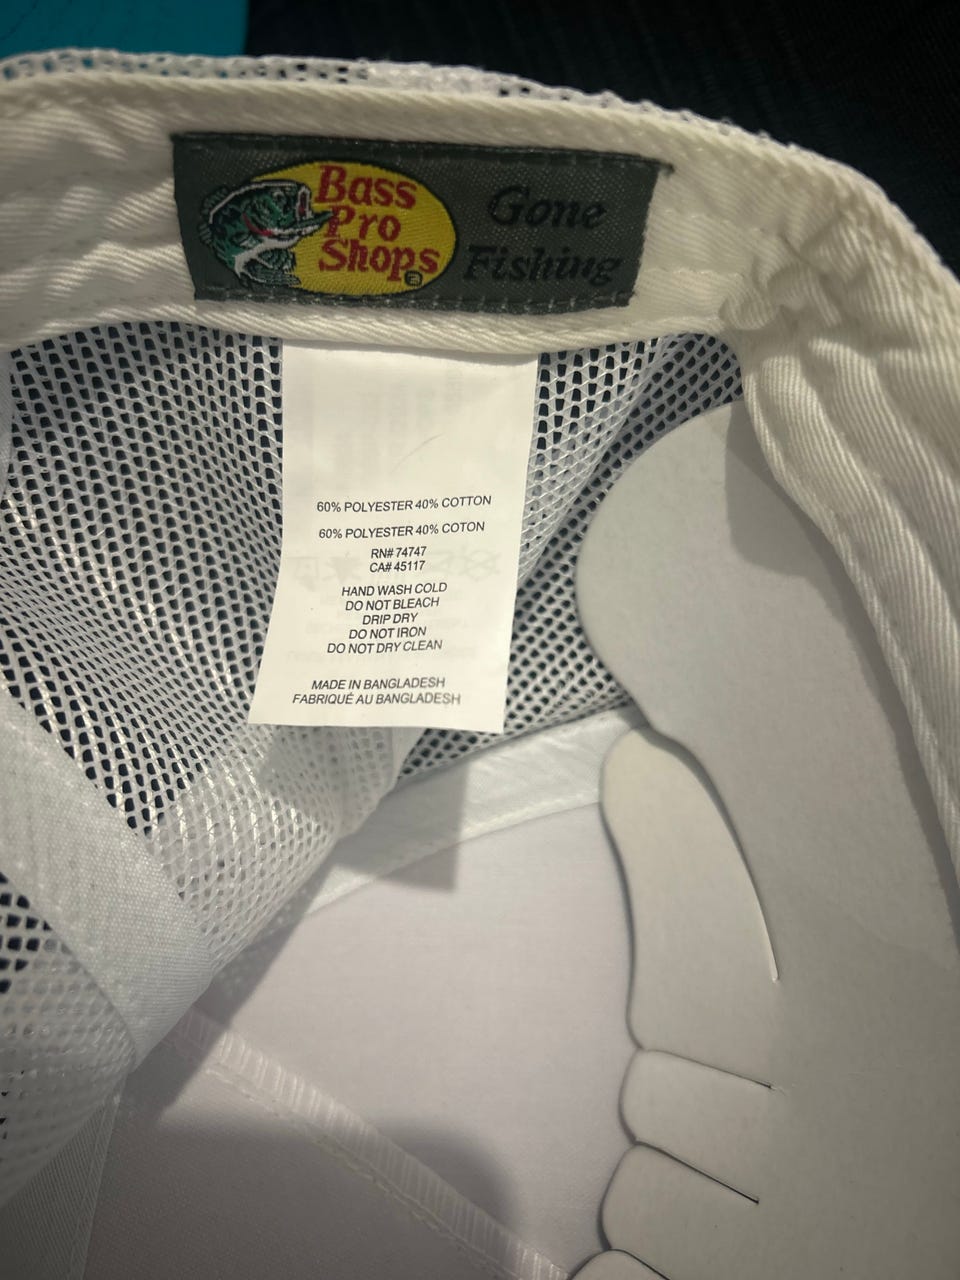 Bass
Pro
Shops
Gone
Fishing
60% POLYESTER 40% COTTON
60% POLYESTER 40% COTON
RN# 74747
CA# 45117
HAND WASH COLD
DO NOT BLEACH
DRIP DRY
DO NOT IRON
DO NOT DRY CLEAN
MADE IN BANGLADESH
FABRIQUÉ AU BANGLADESH